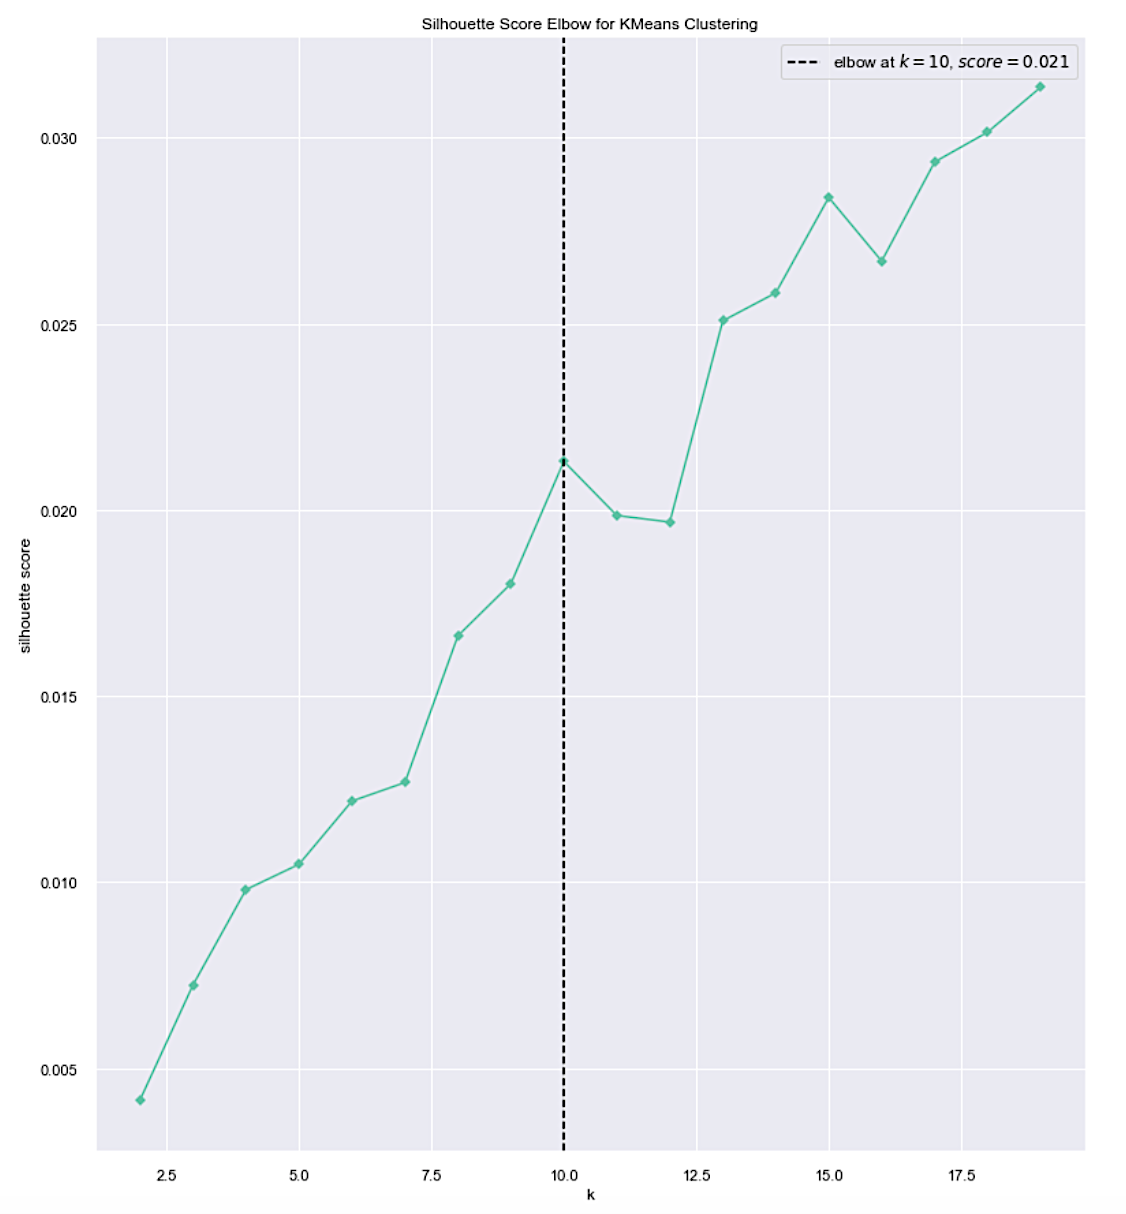 Silhouette Score Elbow for KMeans Clustering
elbow at k = 10, score = 0.021
0.030
0.025
0.020
0.015
0.010
0.005
silhouette score
2.5 5.0 7.5 10.0 12.5 15.0 17.5
k